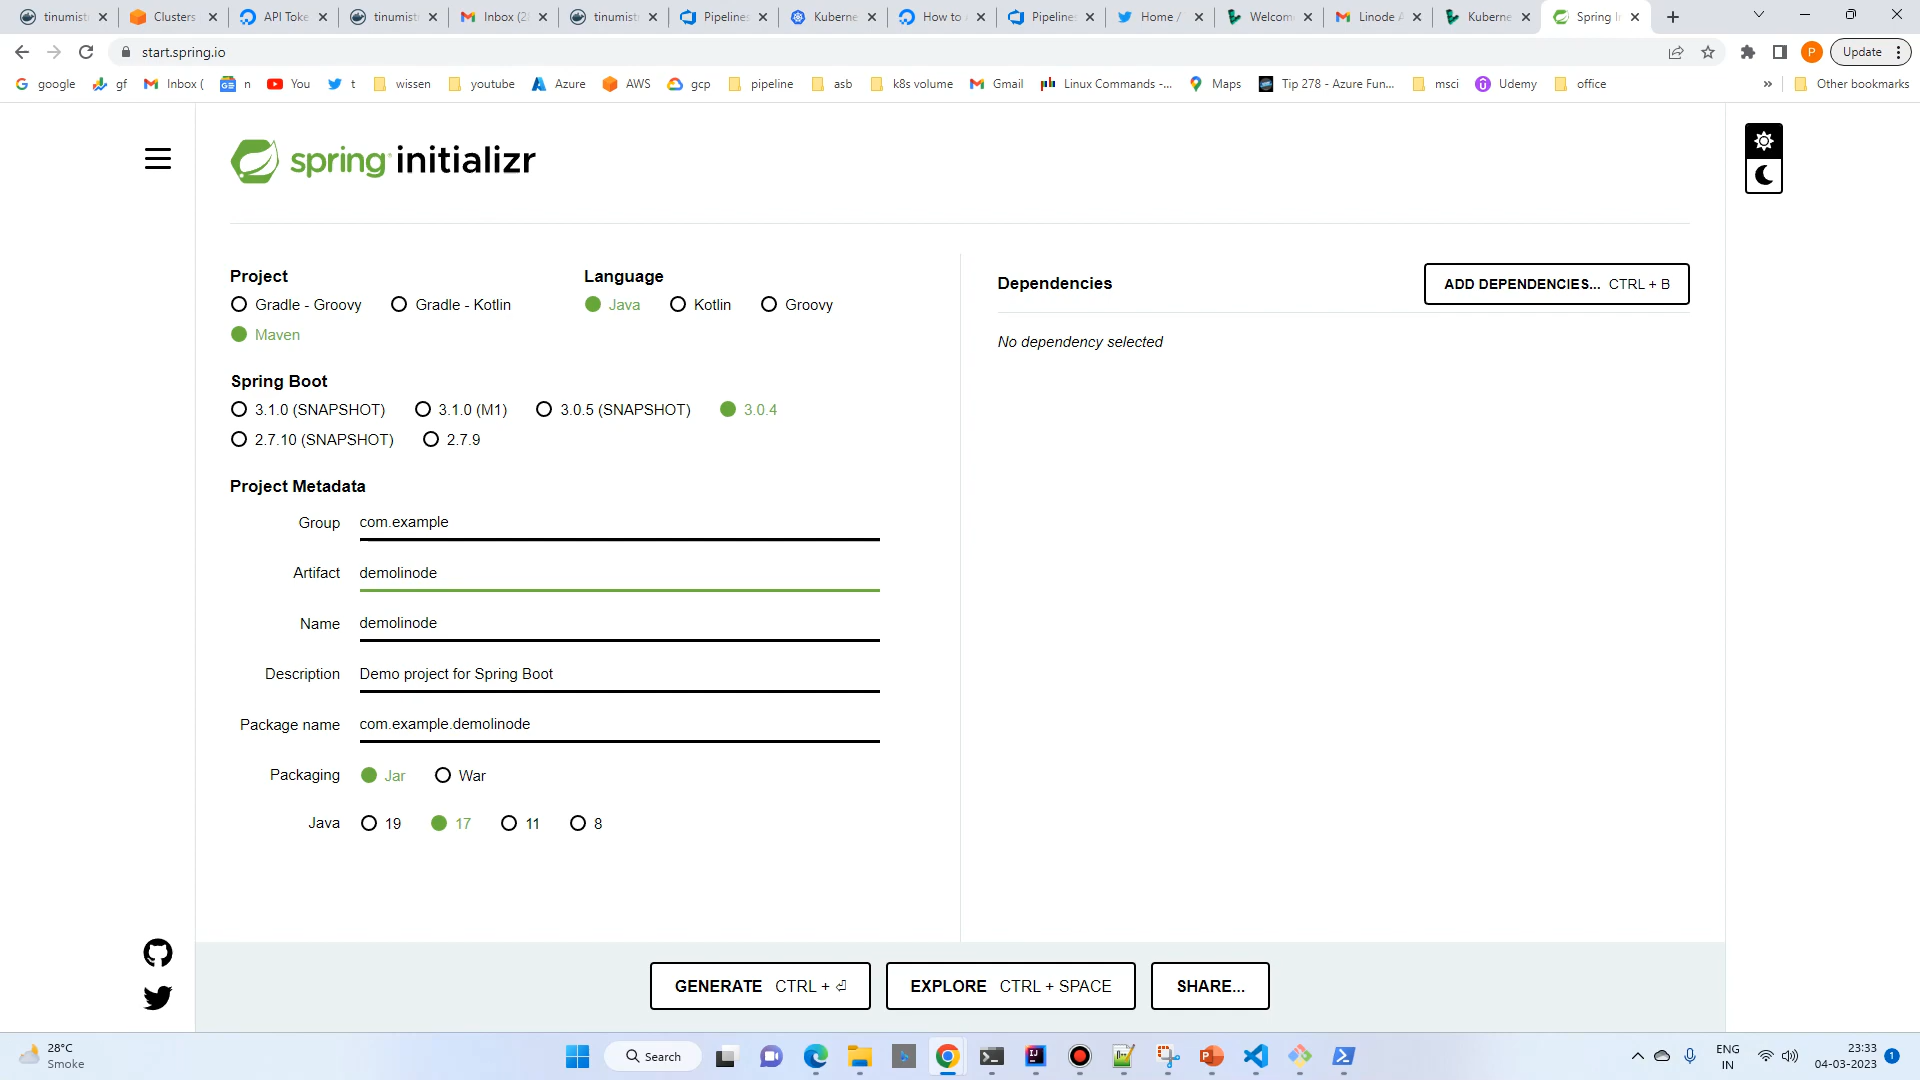 tinumist
Clusters
API Toke
tinumist
Inbox (2
tinumist
Pipelines
Kuberne
How to
Pipelines
Home /
Welcom
Linode A
Kuberne
Spring I
start.spring.io
P
Update
google
gf
Inbox (
n
You
t
wissen
youtube
Azure
AWS
gcp
pipeline
asb
k8s volume
Gmail
Linux Commands -...
Maps
Tip 278 - Azure Fun...
msci
Udemy
office
»
Other bookmarks
spring initializr
Project
Language
Gradle - Groovy
Gradle - Kotlin
Java
Kotlin
Groovy
Maven
Dependencies
ADD DEPENDENCIES... CTRL + B
No dependency selected
Spring Boot
3.1.0 (SNAPSHOT)
3.1.0 (M1)
3.0.5 (SNAPSHOT)
3.0.4
2.7.10 (SNAPSHOT)
2.7.9
Project Metadata
Group com.example
Artifact demolinode
Name demolinode
Description Demo project for Spring Boot
Package name com.example.demolinode
Packaging Jar War
Java 19 17 11 8
GENERATE CTRL + ⏎
EXPLORE CTRL + SPACE
SHARE...
28°C
Smoke
Search
ENG
IN
23:33
04-03-2023
1